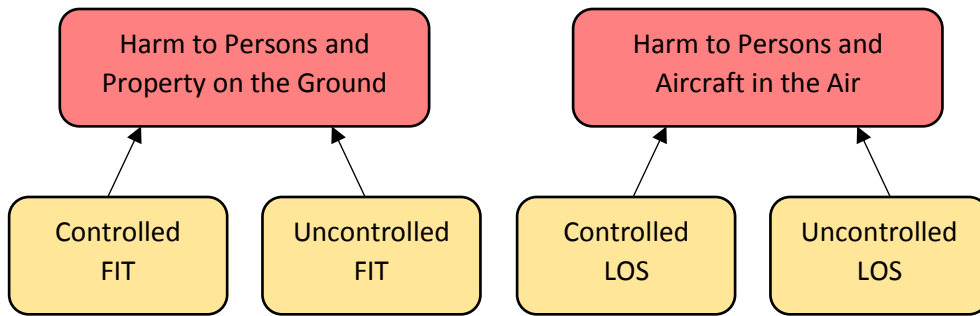 Harm to Persons and
Property on the Ground
Harm to Persons and
Aircraft in the Air
Controlled
FIT
Uncontrolled
FIT
Controlled
LOS
Uncontrolled
LOS